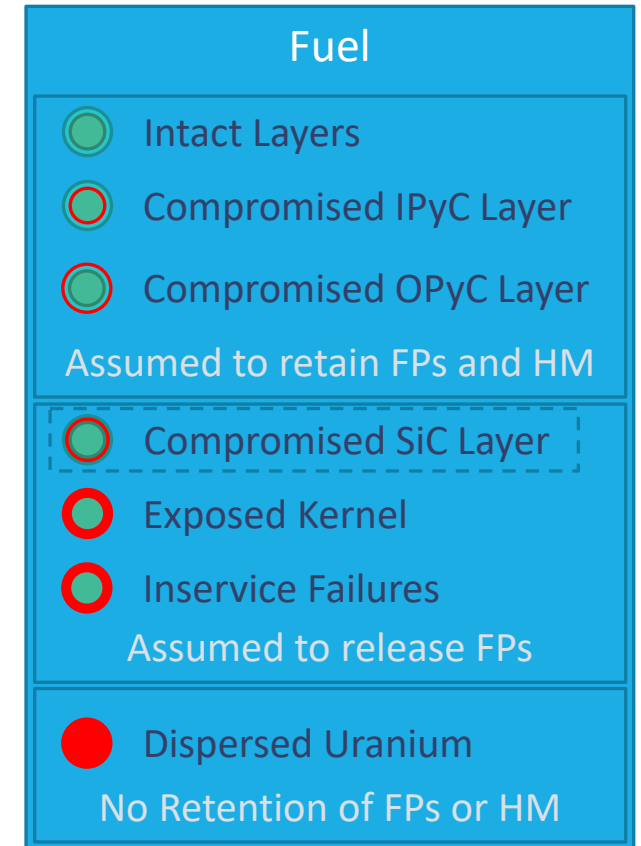 Fuel
Intact Layers
Compromised IPyC Layer
Compromised OPyC Layer
Assumed to retain FPs and HM
Compromised SiC Layer
Exposed Kernel
Inservice Failures
Assumed to release FPs
Dispersed Uranium
No Retention of FPs or HM